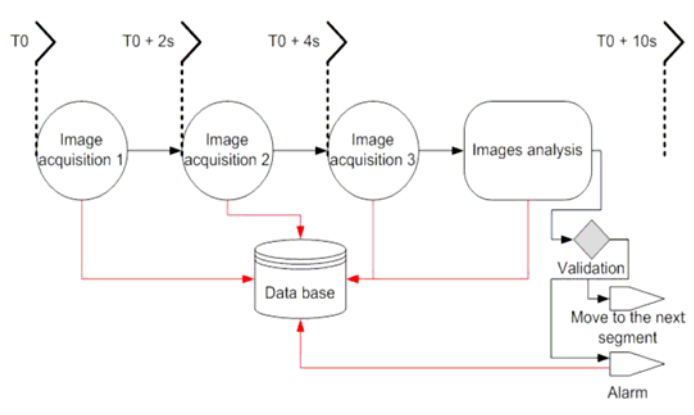 T0
T0 + 2s
T0 + 4s
T0 + 10s
Image
acquisition 1
Image
acquisition 2
Image
acquisition 3
Images analysis
Data base
Validation
Move to the next
segment
Alarm